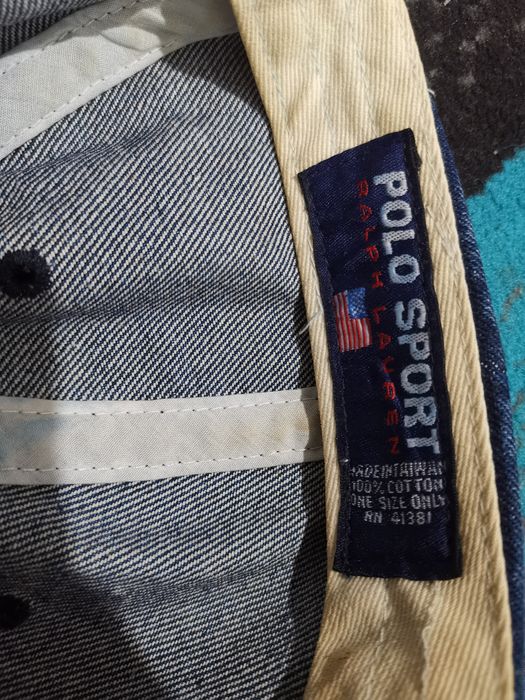 POLO SPORT
RALPH LAUREN
MADE IN TAIWAN
100% COTTON
ONE SIZE ONLY
RN 41381